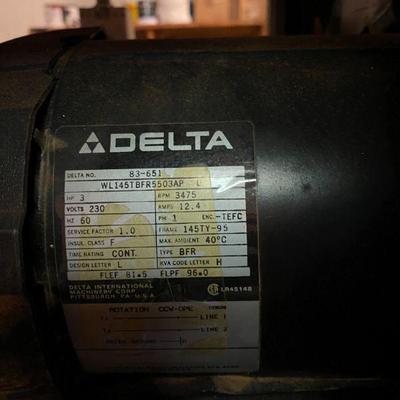 DELTA
DELTA NO. 83-651
WL145TBFR5503AP L
HP 3 RPM 3475
VOLTS 230 AMPS 12.4
HZ 60 PH 1 ENC.-TEFC
SERVICE FACTOR 1.0 FRAME 145TY-95
INSUL CLASS F MAX. AMBIENT 40°C
TIME RATING CONT. TYPE BFR
DESIGN LETTER L KVA CODE LETTER H
FLEF 81.5 FLPF 96.0
DELTA INTERNATIONAL
MACHINERY CORP.
PITTSBURGH, PA. U.S.A.
LR45148
ROTATION CCW-OPE
LINE 1
LINE 2